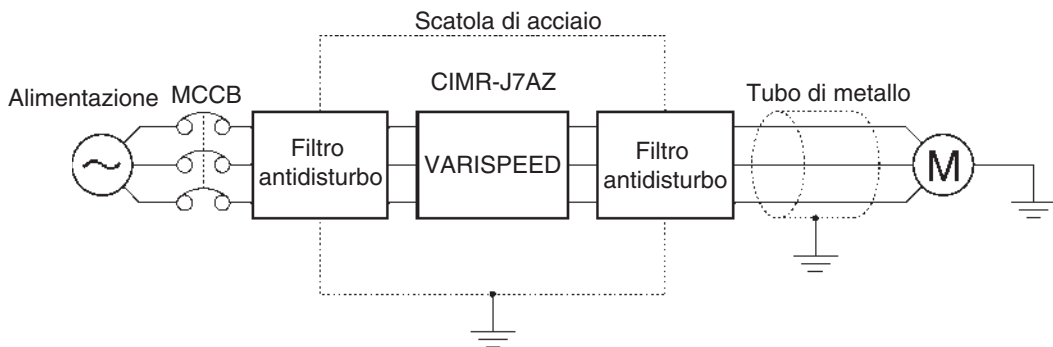 Scatola di acciaio
CIMR-J7AZ
Alimentazione
MCCB
Tubo di metallo
Filtro
antidisturbo
VARISPEED
Filtro
antidisturbo
M